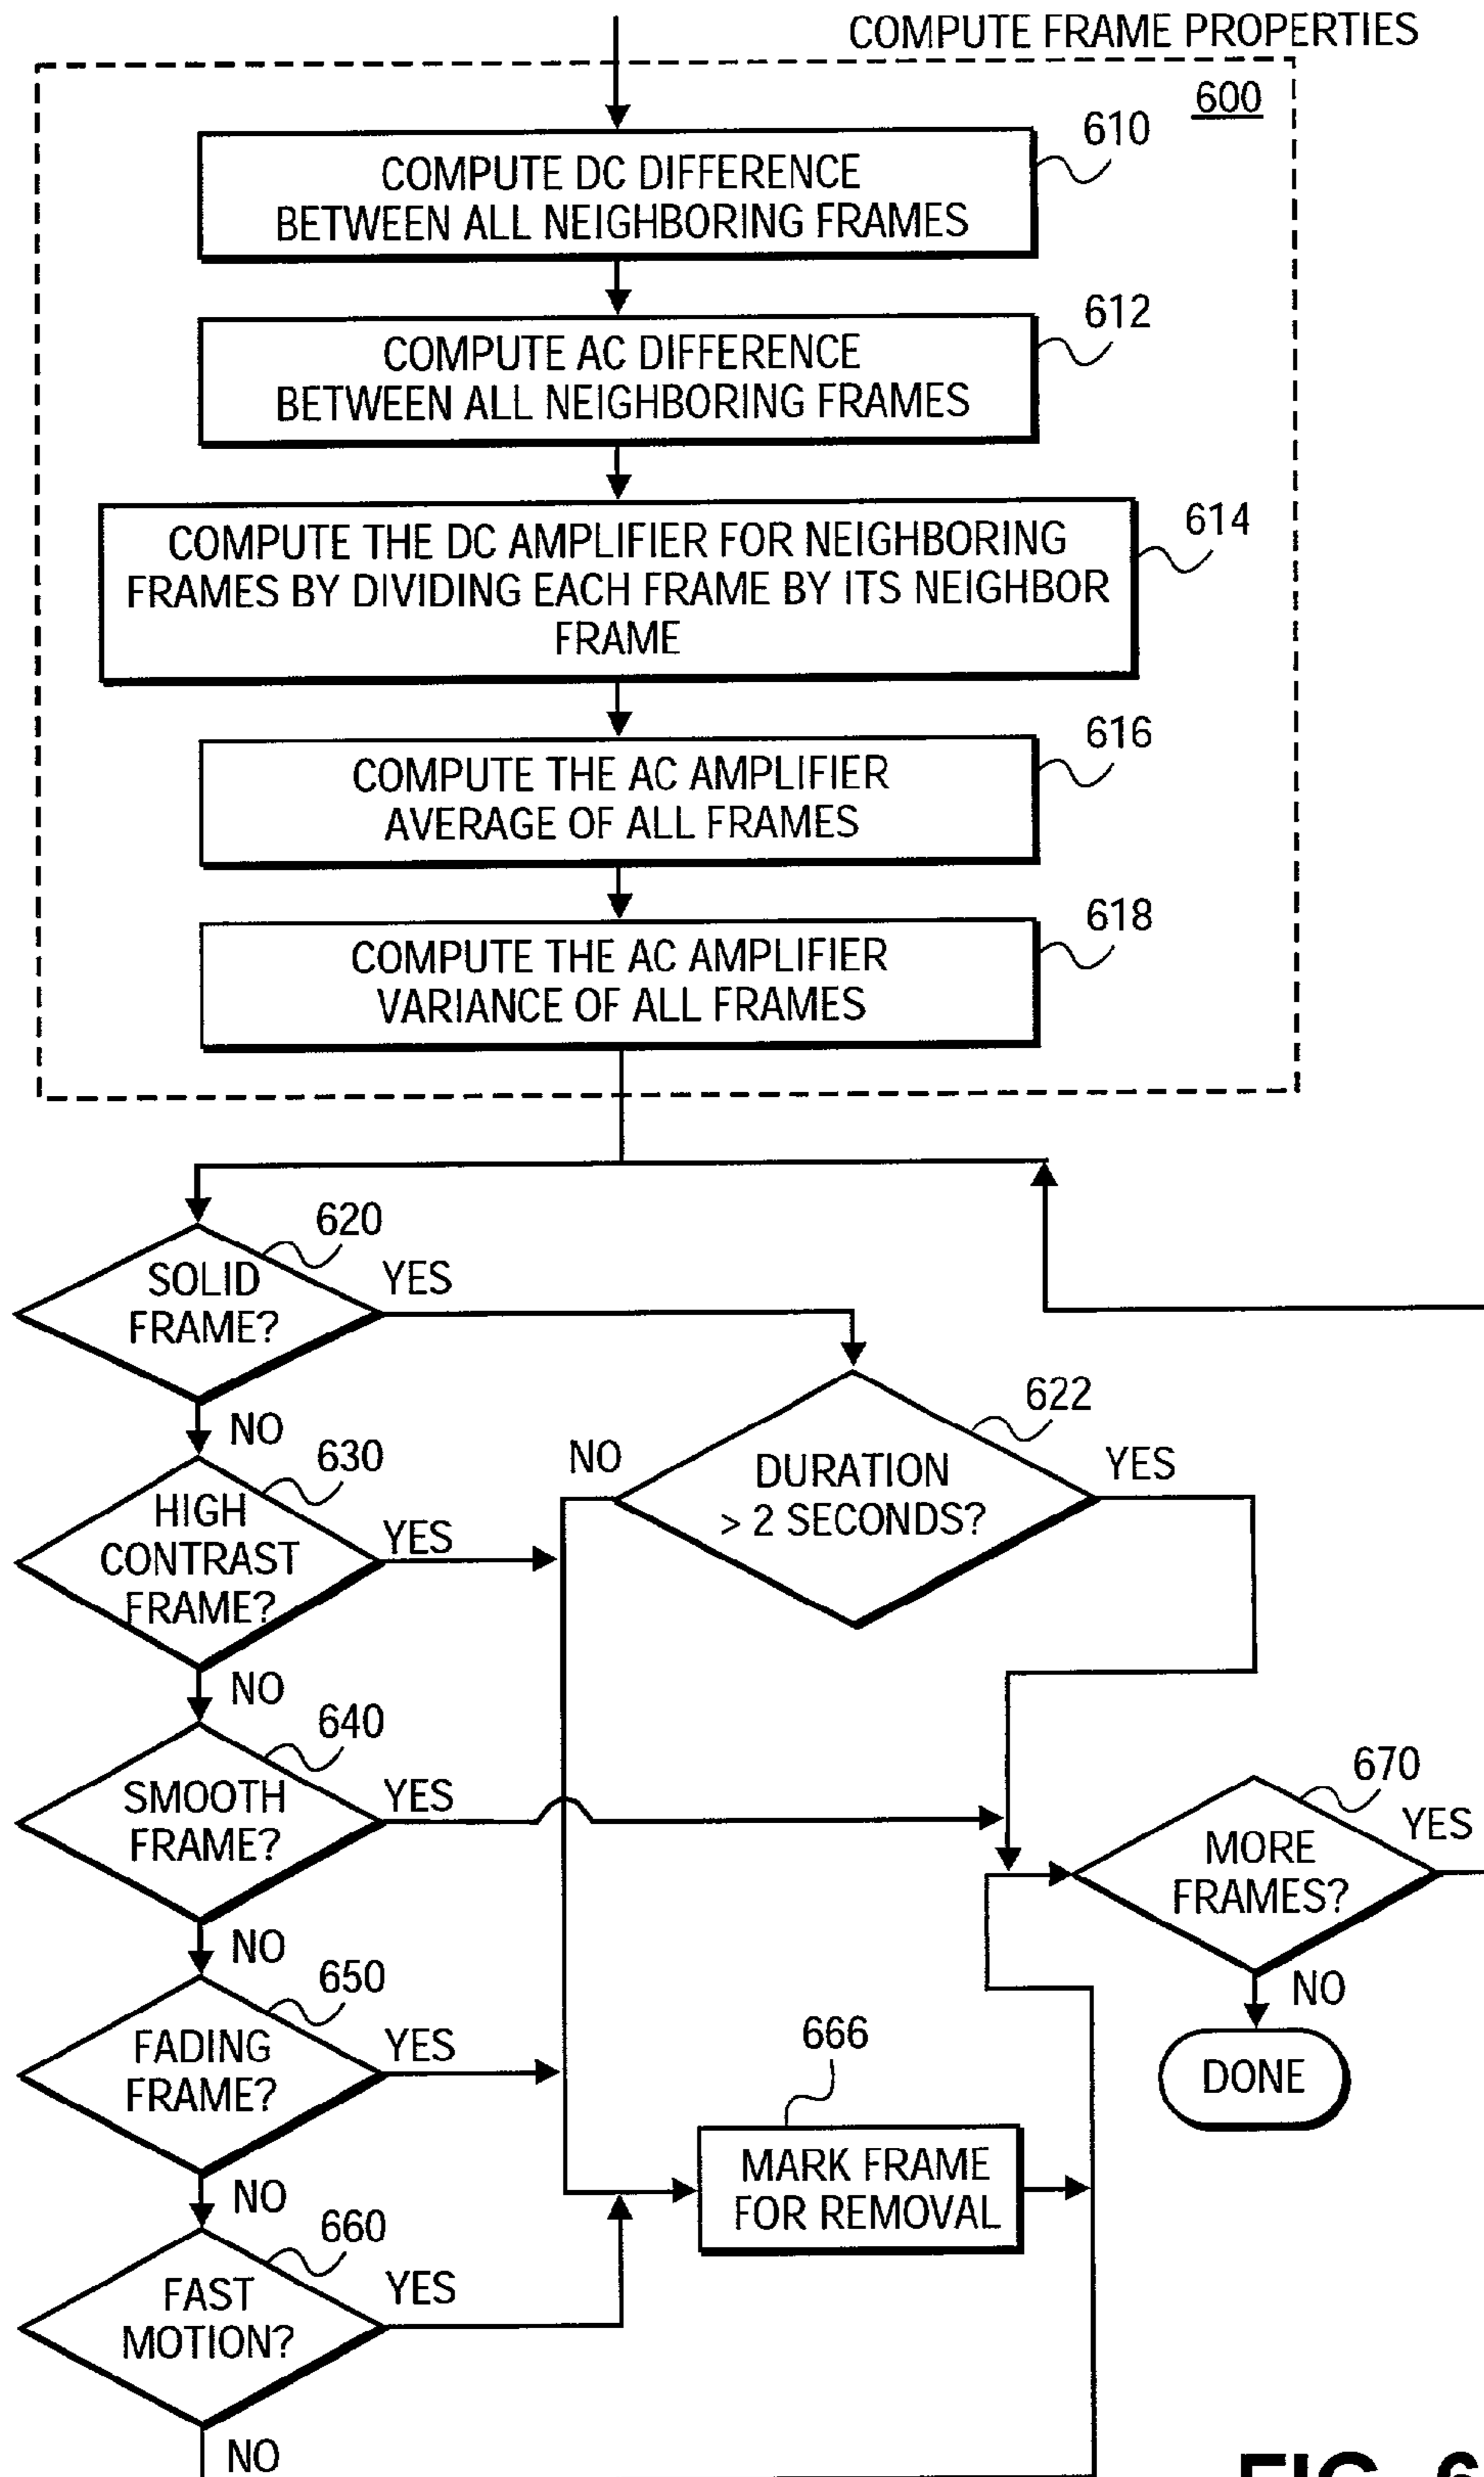 COMPUTE FRAME PROPERTIES
600
610
COMPUTE DC DIFFERENCE
BETWEEN ALL NEIGHBORING FRAMES
612
COMPUTE AC DIFFERENCE
BETWEEN ALL NEIGHBORING FRAMES
614
COMPUTE THE DC AMPLIFIER FOR NEIGHBORING
FRAMES BY DIVIDING EACH FRAME BY ITS NEIGHBOR
FRAME
616
COMPUTE THE AC AMPLIFIER
AVERAGE OF ALL FRAMES
618
COMPUTE THE AC AMPLIFIER
VARIANCE OF ALL FRAMES
620
SOLID
FRAME?
YES
NO
622
DURATION
> 2 SECONDS?
NO
YES
630
HIGH
CONTRAST
FRAME?
YES
NO
640
SMOOTH
FRAME?
YES
NO
670
MORE
FRAMES?
YES
NO
DONE
650
FADING
FRAME?
YES
NO
666
MARK FRAME
FOR REMOVAL
660
FAST
MOTION?
YES
NO
FIG. 6